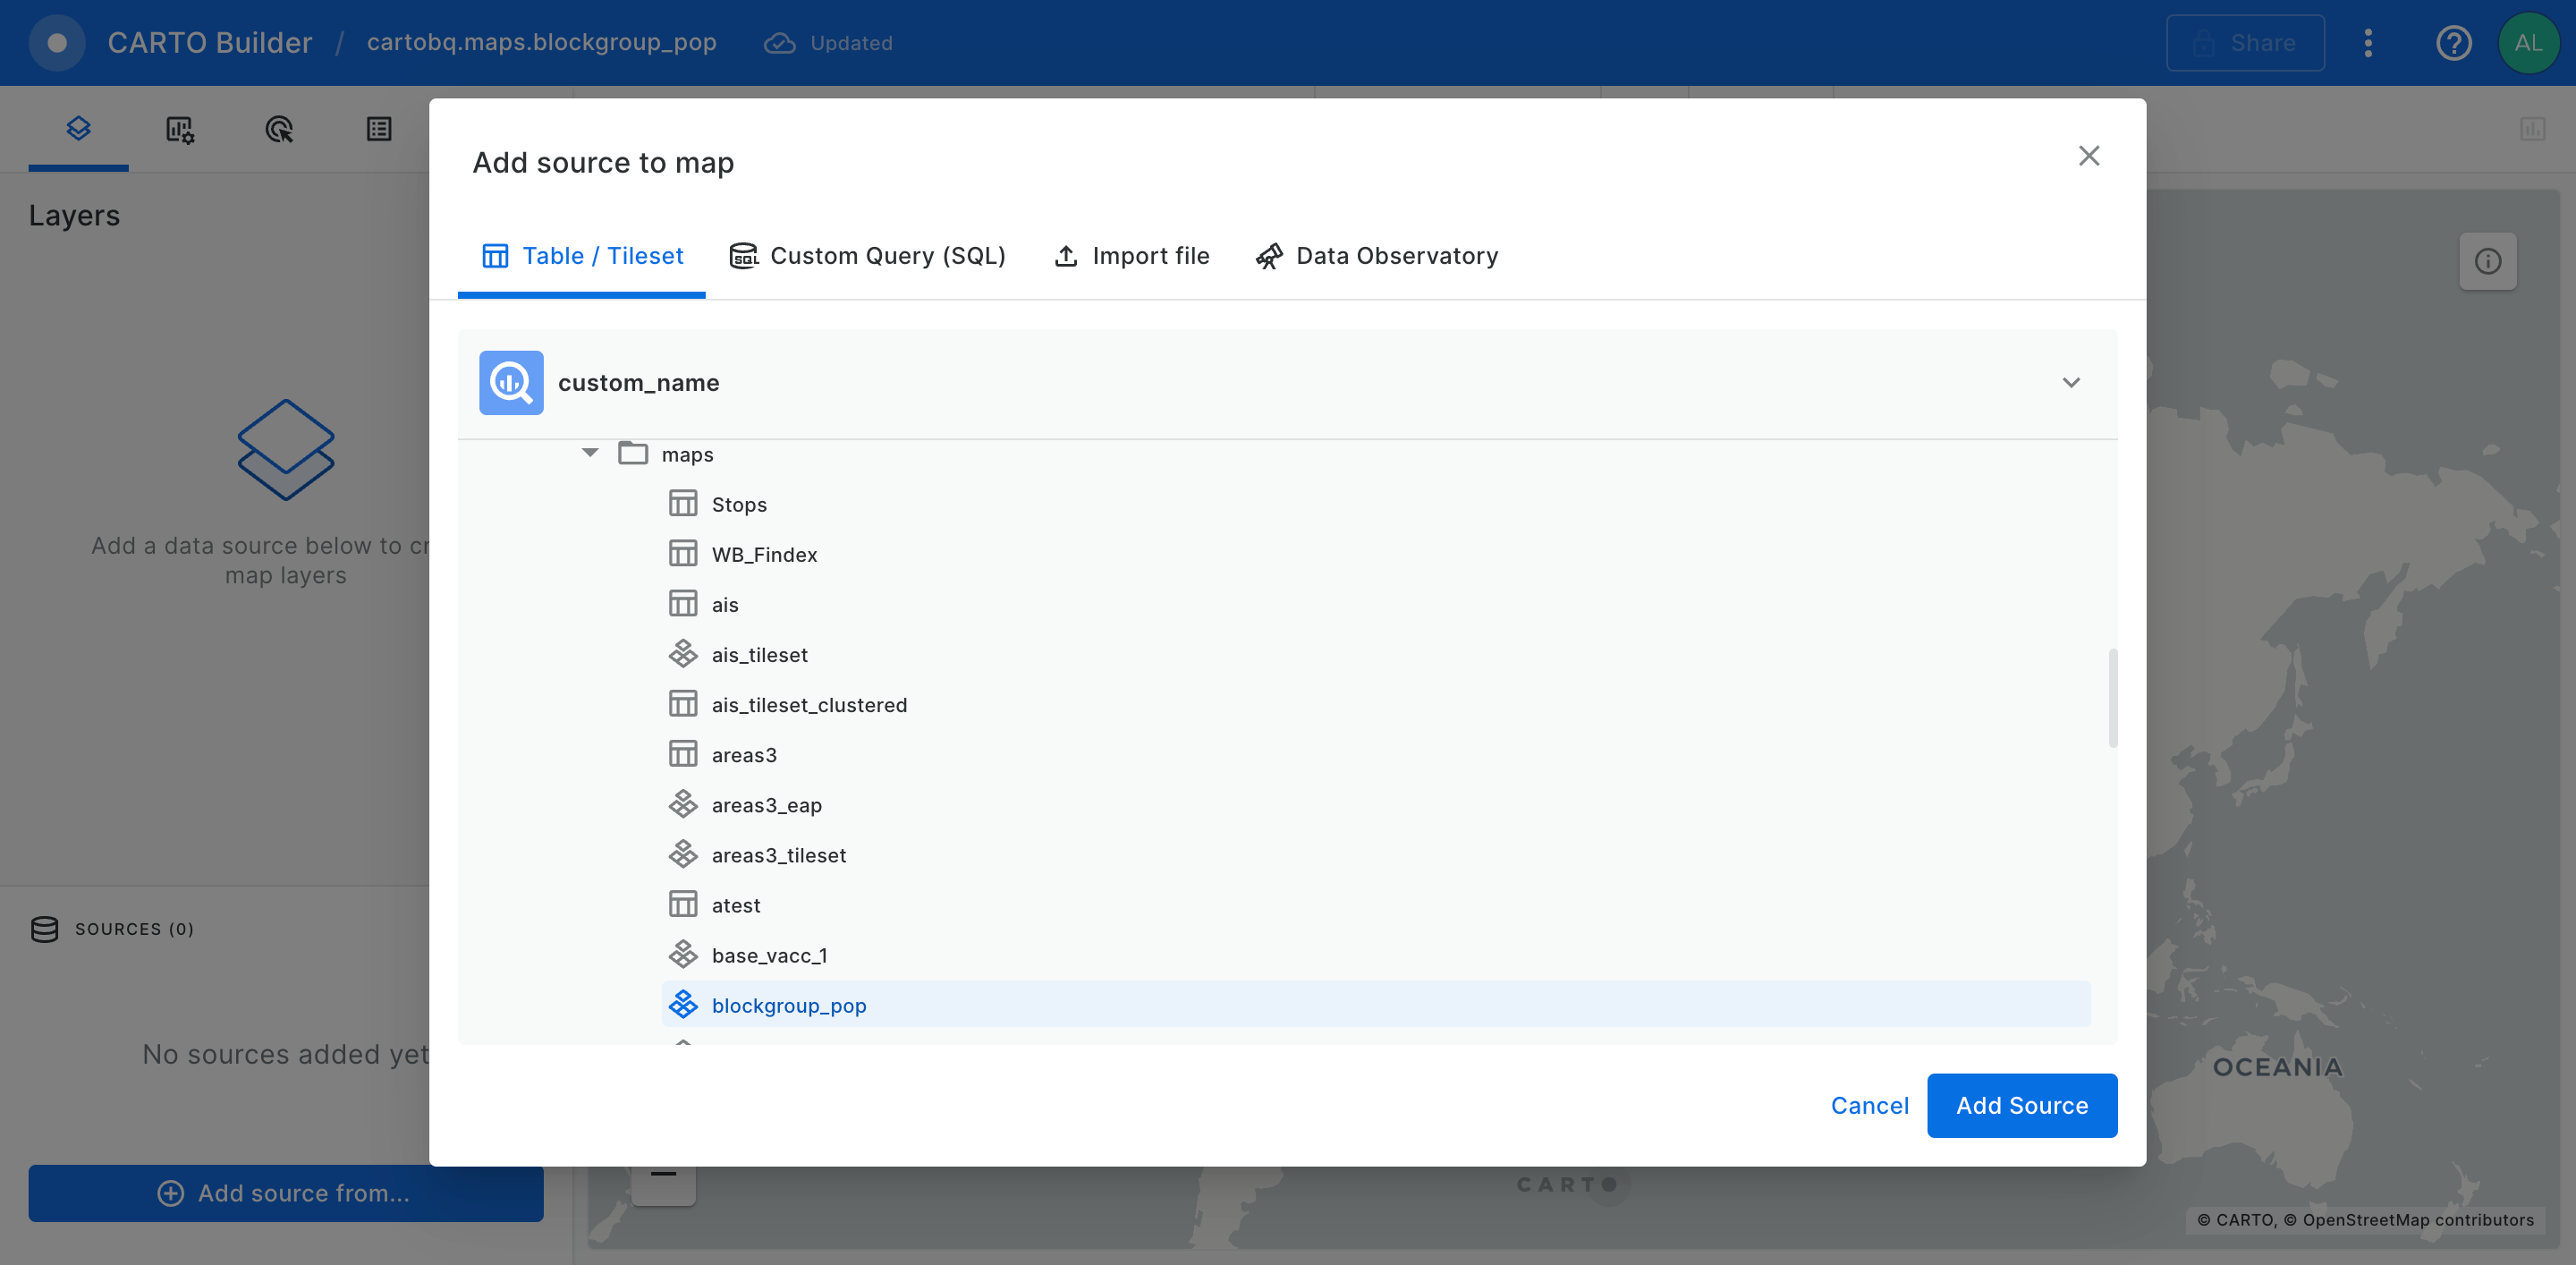 CARTO Builder / cartobq.maps.blockgroup_pop Updated Share AL
Layers
Add a data source below to cr
map layers
SOURCES (0)
No sources added yet
Add source from...
Add source to map
Table / Tileset SQL Custom Query (SQL) Import file Data Observatory
custom_name
maps
Stops
WB_Findex
ais
ais_tileset
ais_tileset_clustered
areas3
areas3_eap
areas3_tileset
atest
base_vacc_1
blockgroup_pop
Cancel Add Source
OCEANIA
CARTO
© CARTO, © OpenStreetMap contributors